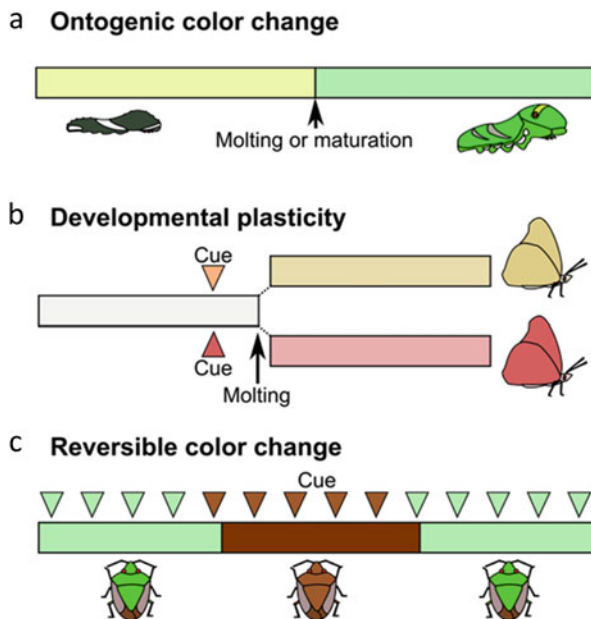 a Ontogenic color change
Molting or maturation
b Developmental plasticity
Cue
Cue
Molting
c Reversible color change
Cue